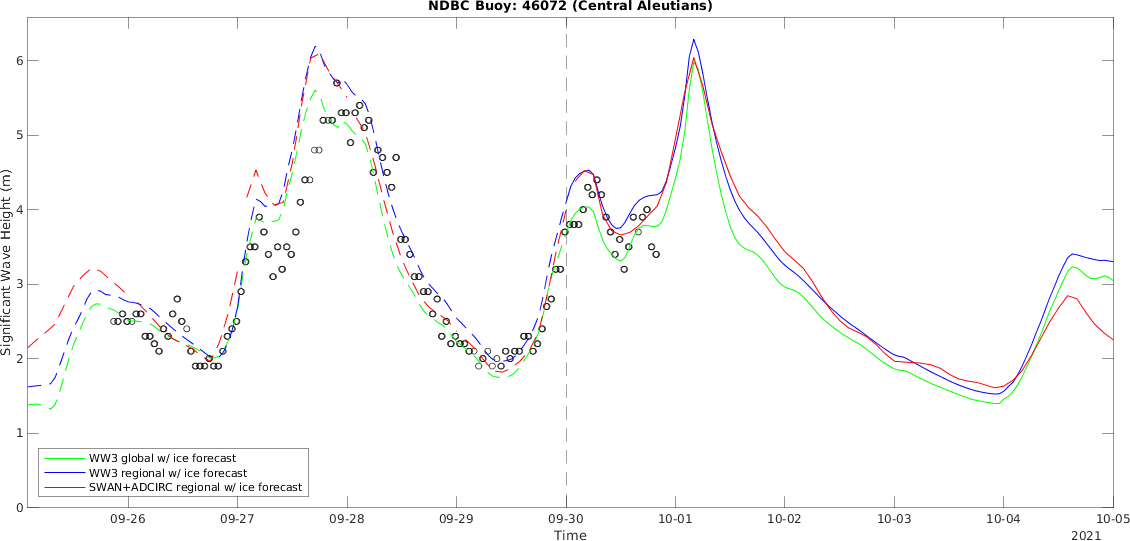 NDBC Buoy: 46072 (Central Aleutians)
Significant Wave Height (m)
6
5
4
3
2
1
0
WW3 global w/ ice forecast
WW3 regional w/ ice forecast
SWAN+ADCIRC regional w/ ice forecast
09-26 09-27 09-28 09-29 09-30 10-01 10-02 10-03 10-04 10-05
Time
2021